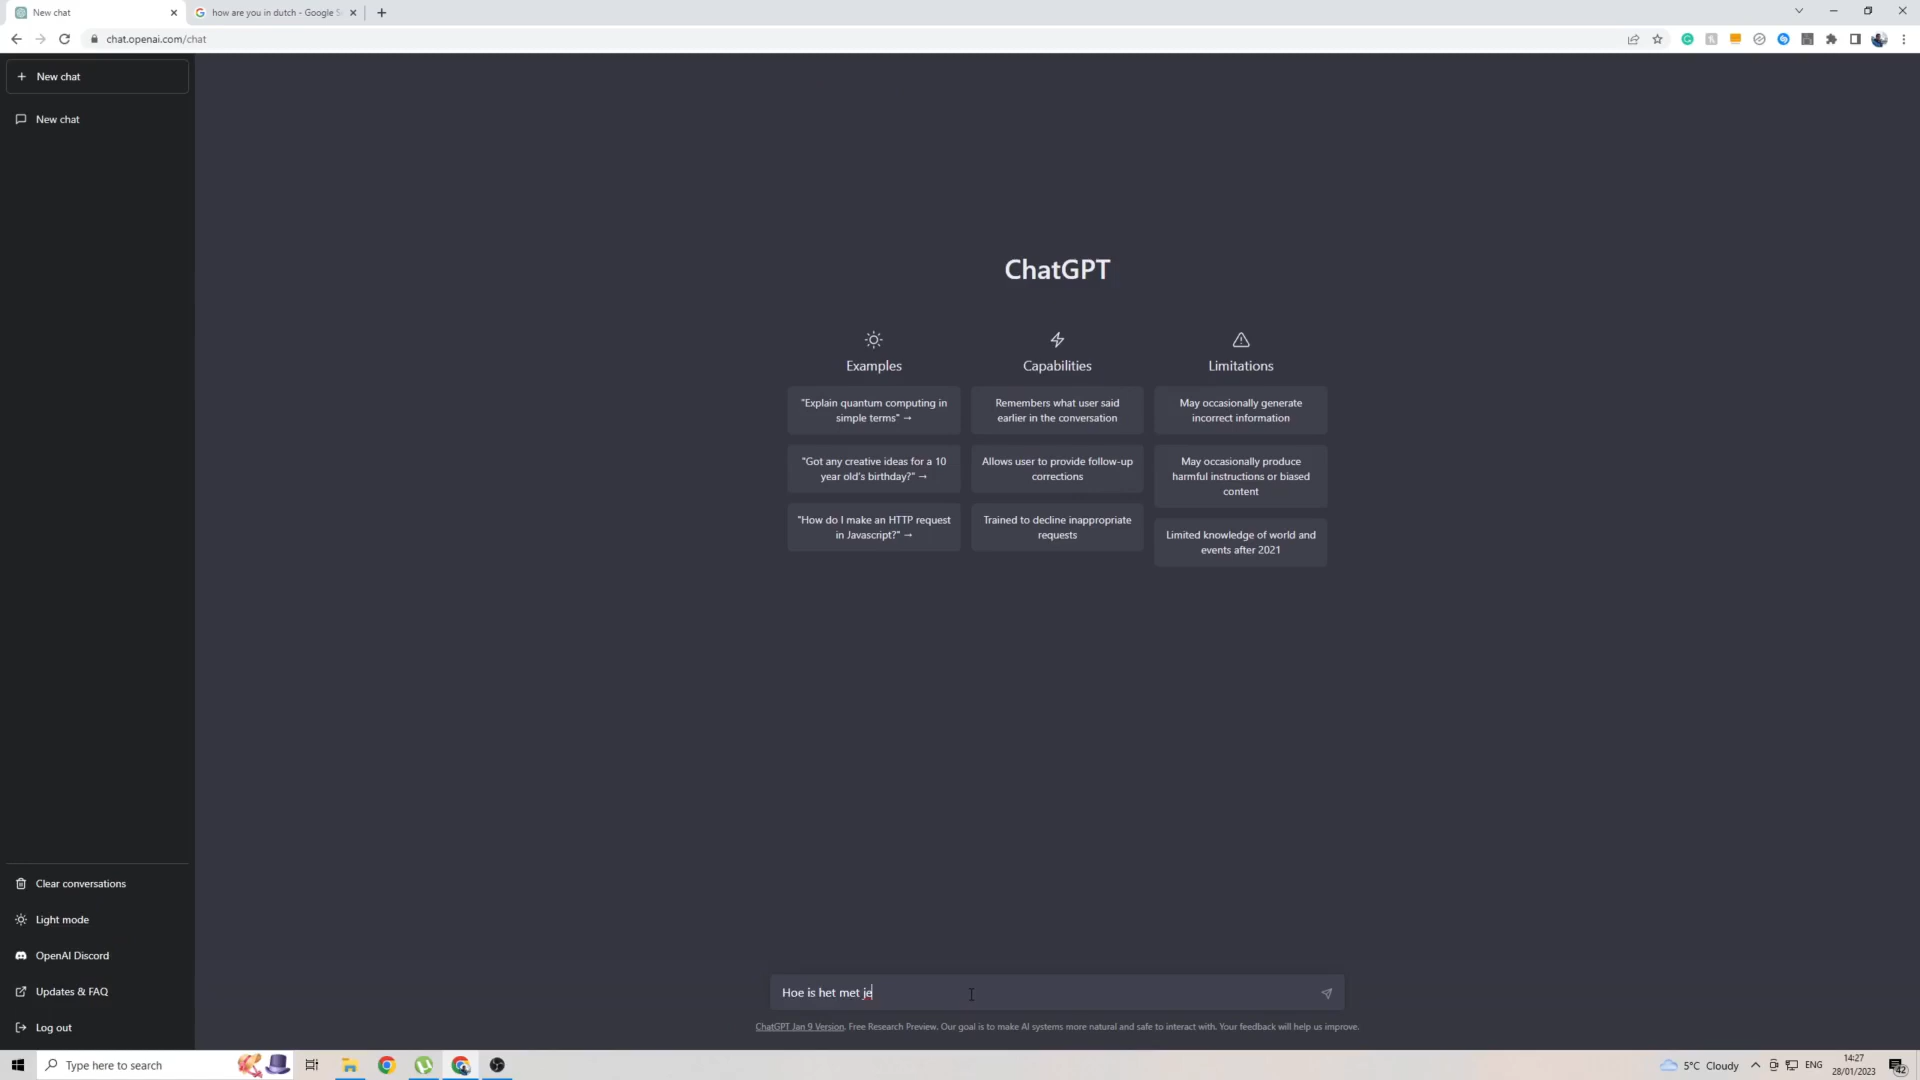 New chat
how are you in dutch - Google S
chat.openai.com/chat
New chat
New chat
ChatGPT
Examples
Capabilities
Limitations
"Explain quantum computing in
simple terms" →
Remembers what user said
earlier in the conversation
May occasionally generate
incorrect information
"Got any creative ideas for a 10
year old's birthday?" →
Allows user to provide follow-up
corrections
May occasionally produce
harmful instructions or biased
content
"How do I make an HTTP request
in Javascript?" →
Trained to decline inappropriate
requests
Limited knowledge of world and
events after 2021
Clear conversations
Light mode
OpenAI Discord
Updates & FAQ
Log out
Hoe is het met je
ChatGPT Jan 9 Version. Free Research Preview. Our goal is to make AI systems more natural and safe to interact with. Your feedback will help us improve.
Type here to search
5°C Cloudy
ENG
14:27
28/01/2023
42